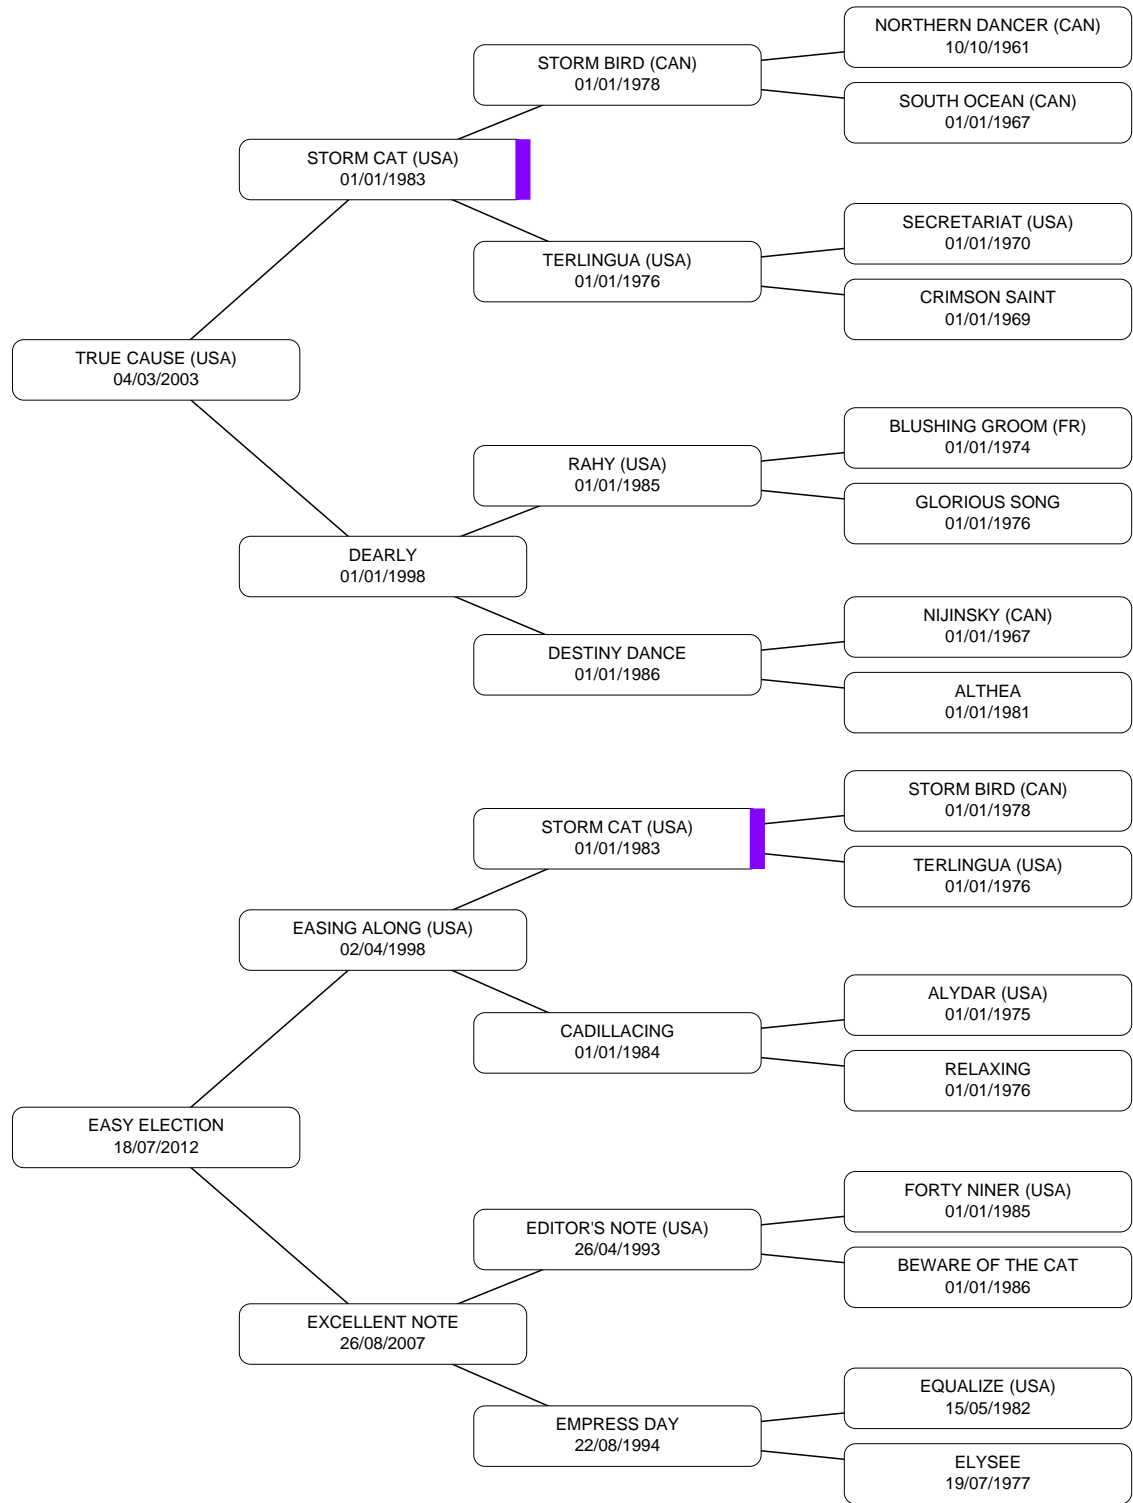 NORTHERN DANCER (CAN)
10/10/1961
STORM BIRD (CAN)
01/01/1978
SOUTH OCEAN (CAN)
01/01/1967
STORM CAT (USA)
01/01/1983
SECRETARIAT (USA)
01/01/1970
TERLINGUA (USA)
01/01/1976
CRIMSON SAINT
01/01/1969
TRUE CAUSE (USA)
04/03/2003
BLUSHING GROOM (FR)
01/01/1974
RAHY (USA)
01/01/1985
GLORIOUS SONG
01/01/1976
DEARLY
01/01/1998
NIJINSKY (CAN)
01/01/1967
DESTINY DANCE
01/01/1986
ALTHEA
01/01/1981
STORM BIRD (CAN)
01/01/1978
STORM CAT (USA)
01/01/1983
TERLINGUA (USA)
01/01/1976
EASING ALONG (USA)
02/04/1998
ALYDAR (USA)
01/01/1975
CADILLACING
01/01/1984
RELAXING
01/01/1976
EASY ELECTION
18/07/2012
FORTY NINER (USA)
01/01/1985
EDITOR'S NOTE (USA)
26/04/1993
BEWARE OF THE CAT
01/01/1986
EXCELLENT NOTE
26/08/2007
EQUALIZE (USA)
15/05/1982
EMPRESS DAY
22/08/1994
ELYSEE
19/07/1977